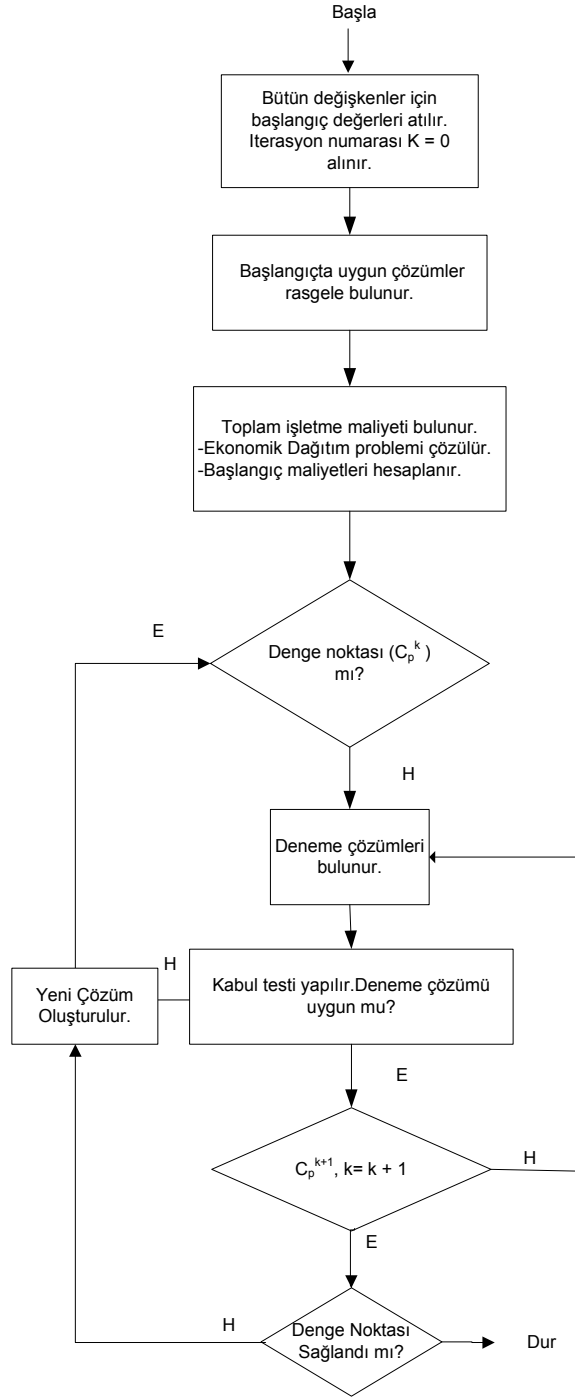 Başla
Bütün değişkenler için
başlangıç değerleri atılır.
Iterasyon numarası K = 0
alınır.
Başlangıçta uygun çözümler
rasgele bulunur.
Toplam işletme maliyeti bulunur.
-Ekonomik Dağıtım problemi çözülür.
-Başlangıç maliyetleri hesaplanır.
E
Denge noktası (Cₚᵏ )
mı?
H
Deneme çözümleri
bulunur.
H
Yeni Çözüm
Oluşturulur.
Kabul testi yapılır.Deneme çözümü
uygun mu?
E
Cₚᵏ⁺¹, k= k + 1
H
E
H
Denge Noktası
Sağlandı mı?
Dur